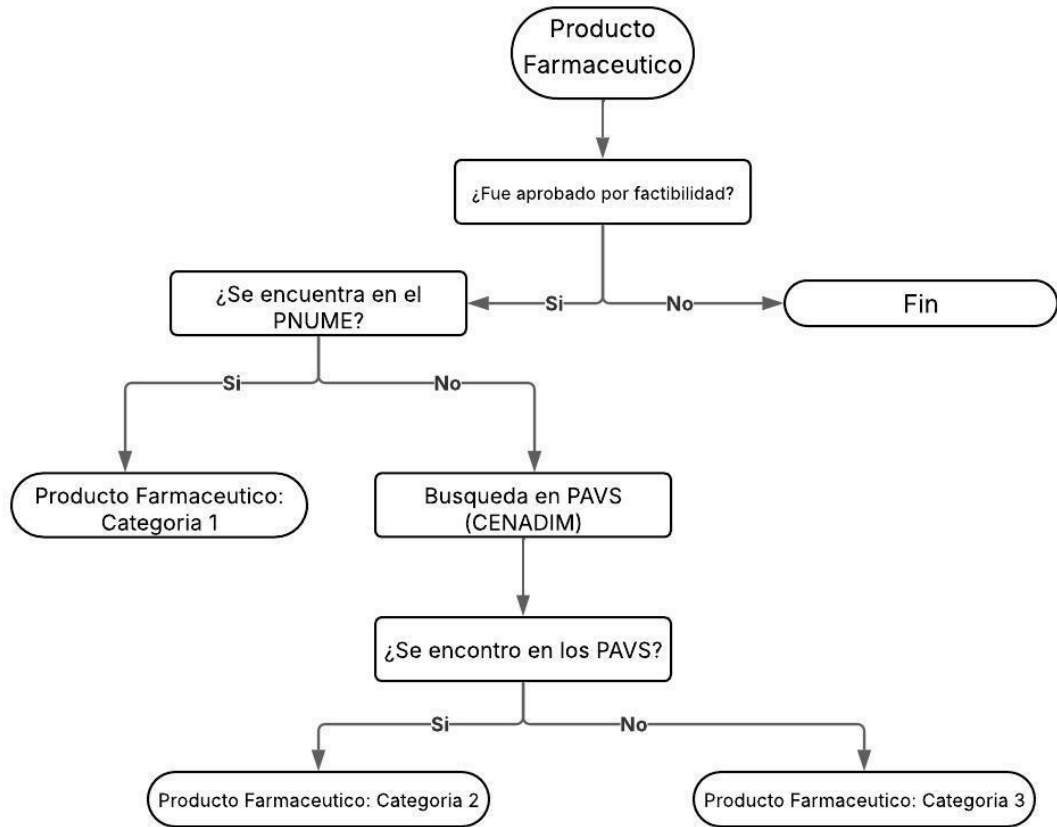 Producto
Farmaceutico
¿Fue aprobado por factibilidad?
¿Se encuentra en el
PNUME?
Si
No
Fin
Si
No
Producto Farmaceutico:
Categoria 1
Busqueda en PAVS
(CENADIM)
¿Se encontro en los PAVS?
Si
No
Producto Farmaceutico: Categoria 2
Producto Farmaceutico: Categoria 3